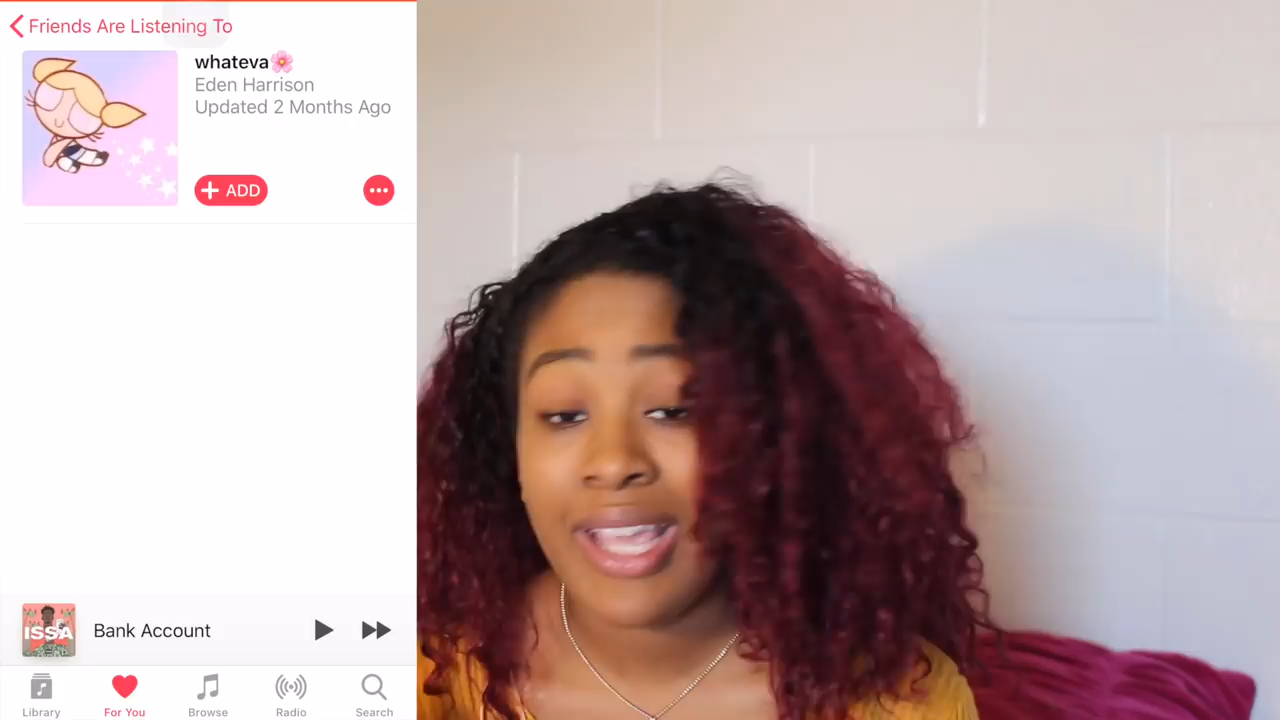 Friends Are Listening To
whateva🌸
Eden Harrison
Updated 2 Months Ago
+ ADD
ISSA
Bank Account
Library
For You
Browse
Radio
Search